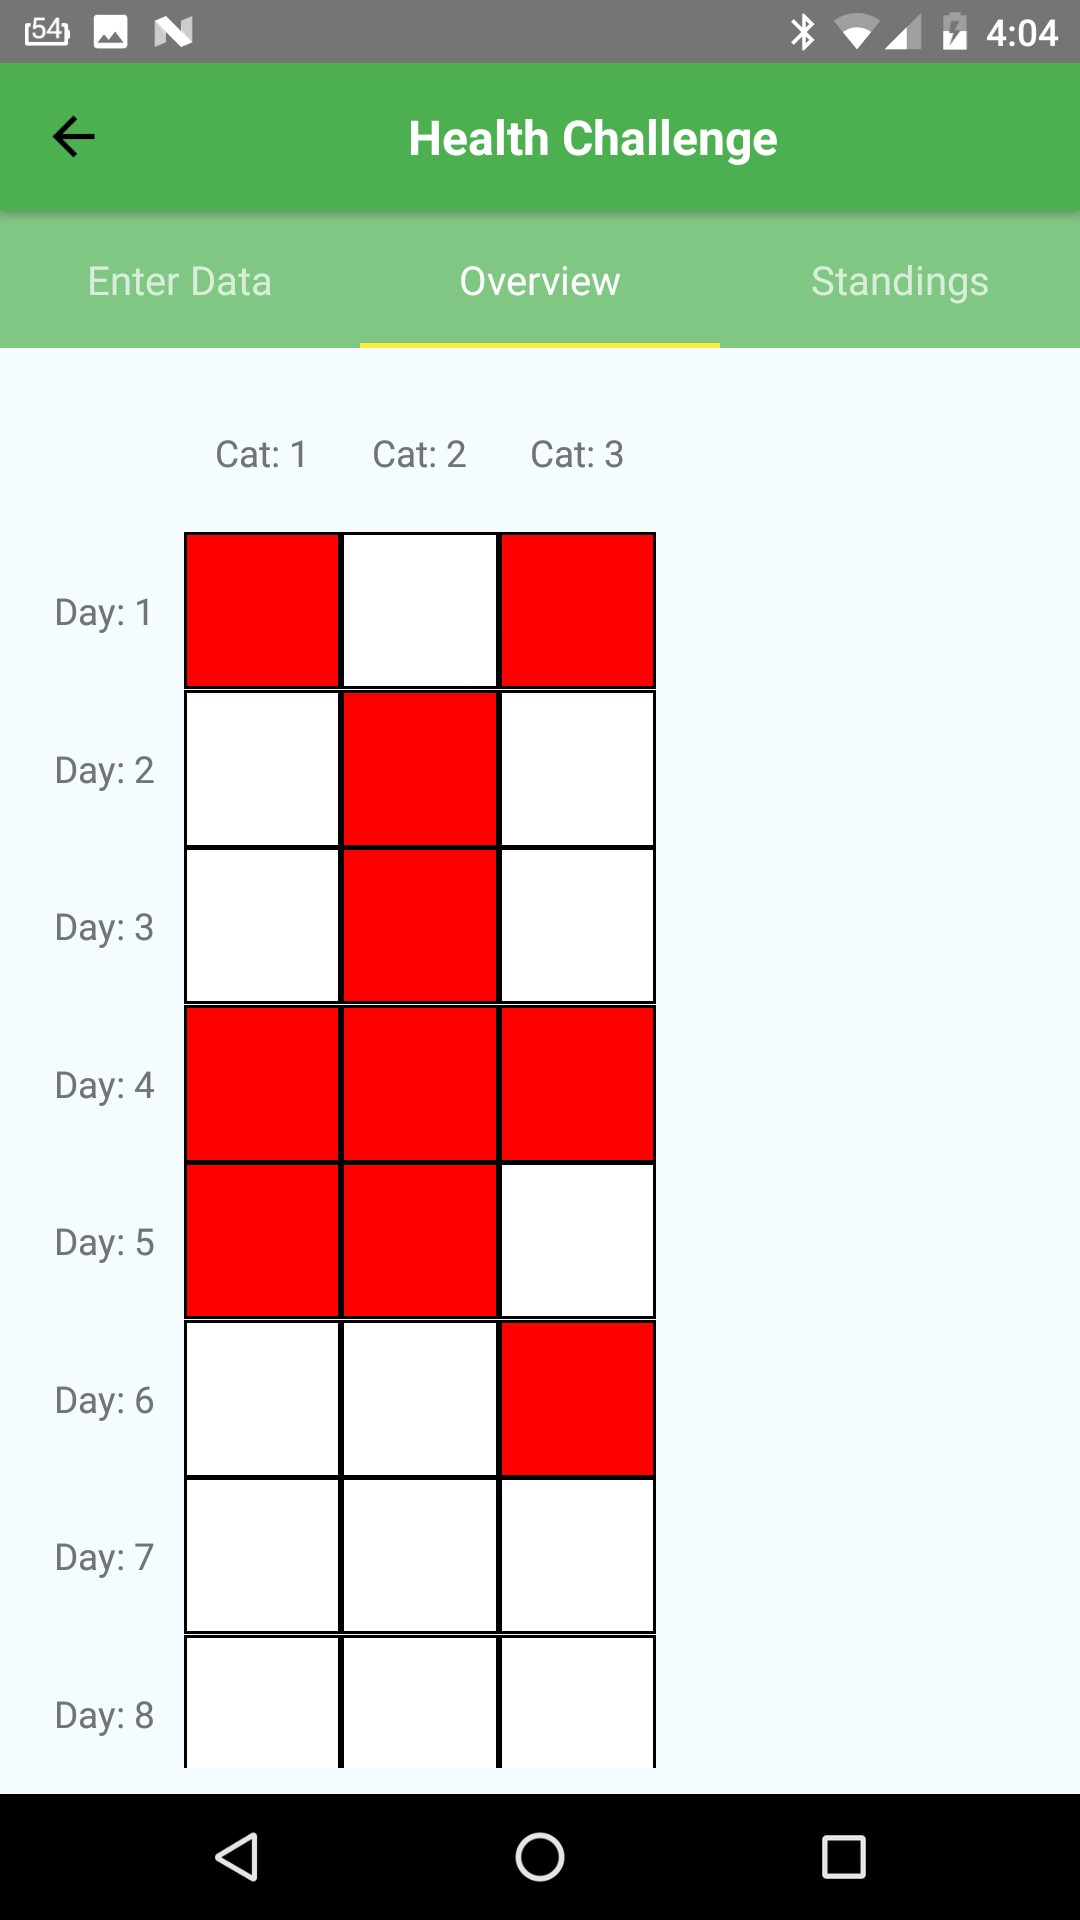 54 4:04
Health Challenge
Enter Data Overview Standings
Cat: 1 Cat: 2 Cat: 3
Day: 1
Day: 2
Day: 3
Day: 4
Day: 5
Day: 6
Day: 7
Day: 8